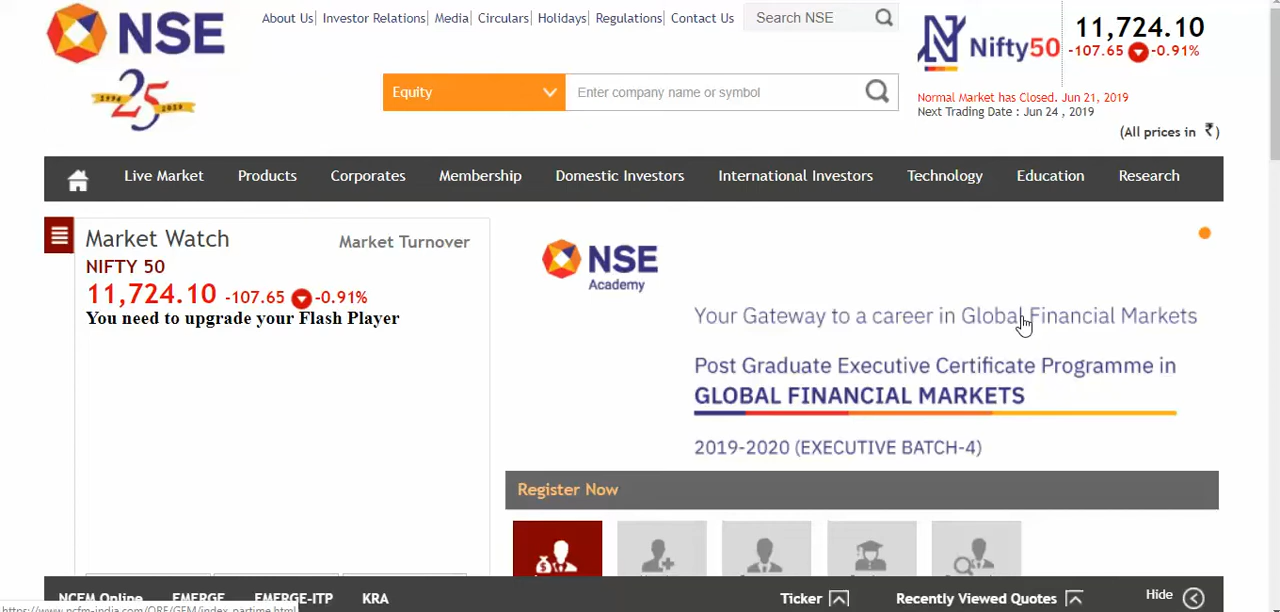 NSE
1994 25 2019
About Us| Investor Relations| Media| Circulars| Holidays| Regulations| Contact Us
Search NSE
Equity
Enter company name or symbol
Nifty50
11,724.10
-107.65 -0.91%
Normal Market has Closed. Jun 21, 2019
Next Trading Date : Jun 24 , 2019
(All prices in ₹)
Live Market Products Corporates Membership Domestic Investors International Investors Technology Education Research
Market Watch
Market Turnover
NIFTY 50
11,724.10 -107.65 -0.91%
You need to upgrade your Flash Player
NSE
Academy
Your Gateway to a career in Global Financial Markets
Post Graduate Executive Certificate Programme in
GLOBAL FINANCIAL MARKETS
2019-2020 (EXECUTIVE BATCH-4)
Register Now
NCFM Online EMERGE EMERGE-ITP KRA
Ticker Recently Viewed Quotes Hide